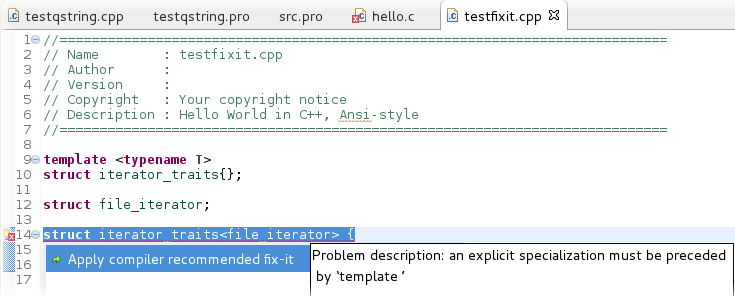 testqstring.cpp testqstring.pro src.pro hello.c testfixit.cpp
1 //============================================================================
2 // Name        : testfixit.cpp
3 // Author      :
4 // Version     :
5 // Copyright   : Your copyright notice
6 // Description : Hello World in C++, Ansi-style
7 //============================================================================
8
9 template <typename T>
10 struct iterator_traits{};
11
12 struct file_iterator;
13
14 struct iterator_traits<file_iterator> {
15 Apply compiler recommended fix-it Problem description: an explicit specialization must be preceded
16 by ‘template ’
17